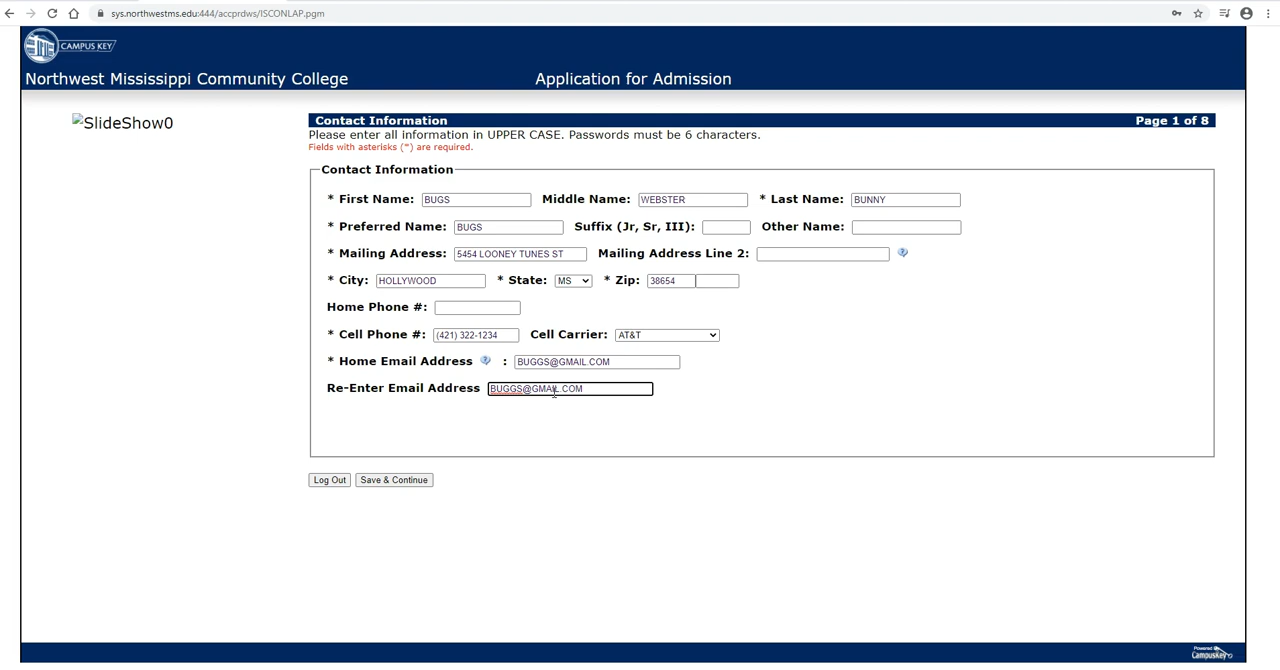 sys.northwestms.edu:444/accprdws/ISCONLAP.pgm
CAMPUS KEY
Northwest Mississippi Community College Application for Admission
SlideShow0
Contact Information Page 1 of 8
Please enter all information in UPPER CASE. Passwords must be 6 characters.
Fields with asterisks (*) are required.
Contact Information
* First Name: BUGS Middle Name: WEBSTER * Last Name: BUNNY
* Preferred Name: BUGS Suffix (Jr, Sr, III): Other Name:
* Mailing Address: 5454 LOONEY TUNES ST Mailing Address Line 2:
* City: HOLLYWOOD * State: MS * Zip: 38654
Home Phone #:
* Cell Phone #: (421) 322-1234 Cell Carrier: AT&T
* Home Email Address : BUGGS@GMAIL.COM
Re-Enter Email Address BUGGS@GMAIL.COM
Log Out Save & Continue
Powered By
CampusKey